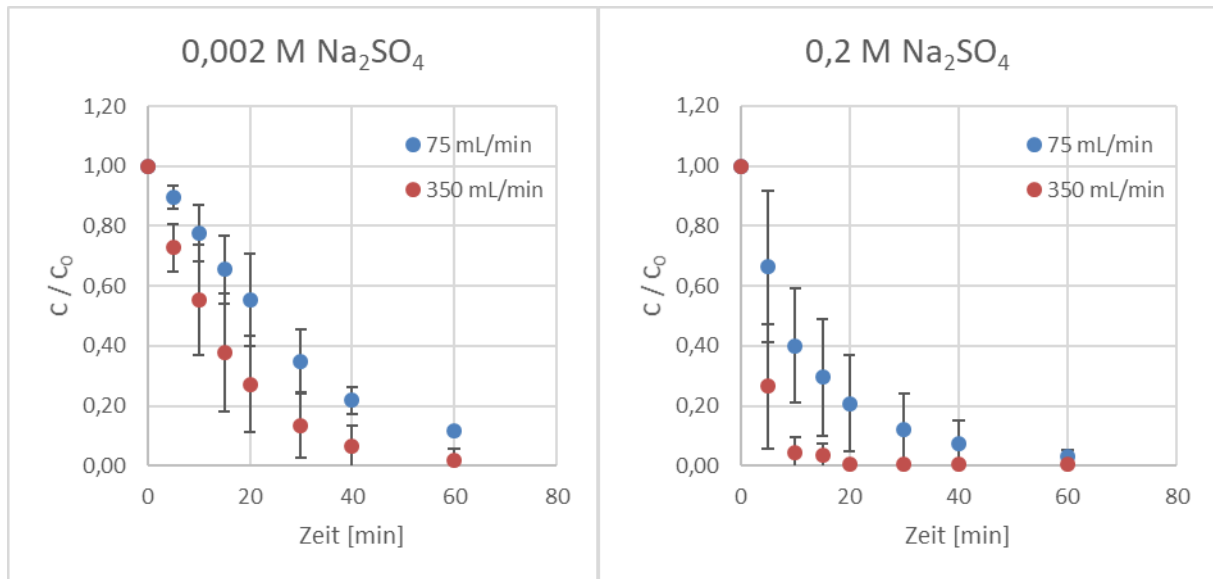 0,002 M Na₂SO₄
1,20
1,00
0,80
0,60
0,40
0,20
0,00
C / C₀
0 20 40 60 80
Zeit [min]
75 mL/min
350 mL/min
0,2 M Na₂SO₄
1,20
1,00
0,80
0,60
0,40
0,20
0,00
C / C₀
0 20 40 60 80
Zeit [min]
75 mL/min
350 mL/min